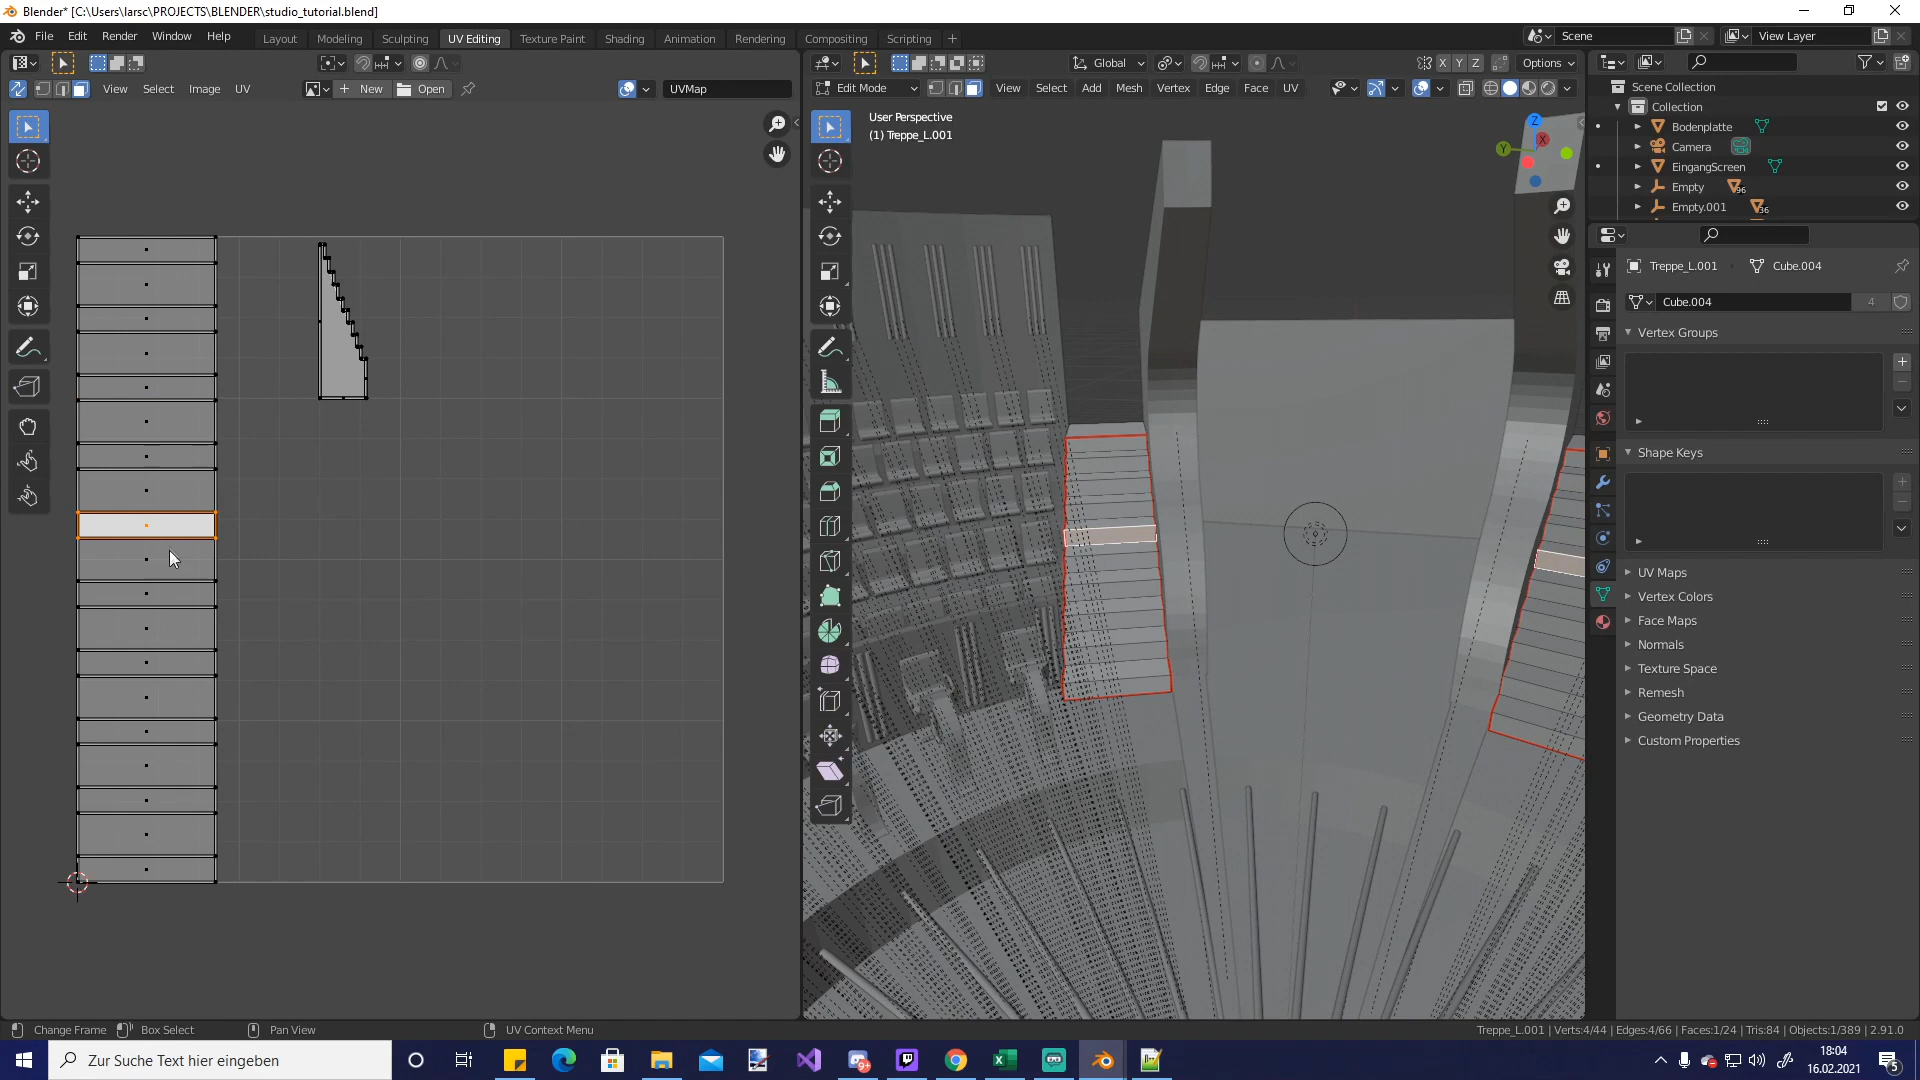 Blender* [C:\Users\larsc\PROJECTS\BLENDER\studio_tutorial.blend]
File Edit Render Window Help
Layout Modeling Sculpting UV Editing Texture Paint Shading Animation Rendering Compositing Scripting
Scene View Layer
Global X Y Z Options
View Select Image UV New Open UVMap
Edit Mode View Select Add Mesh Vertex Edge Face UV
User Perspective
(1) Treppe_L.001
Z X Y
Scene Collection
Collection
Bodenplatte
Camera
EingangScreen
Empty 96
Empty.001 36
Treppe_L.001 Cube.004
Cube.004 4
Vertex Groups
Shape Keys
UV Maps
Vertex Colors
Face Maps
Normals
Texture Space
Remesh
Geometry Data
Custom Properties
Change Frame Box Select Pan View UV Context Menu
Treppe_L.001 | Verts:4/44 | Edges:4/66 | Faces:1/24 | Tris:84 | Objects:1/389 | 2.91.0
Zur Suche Text hier eingeben
9+
18:04
16.02.2021
5